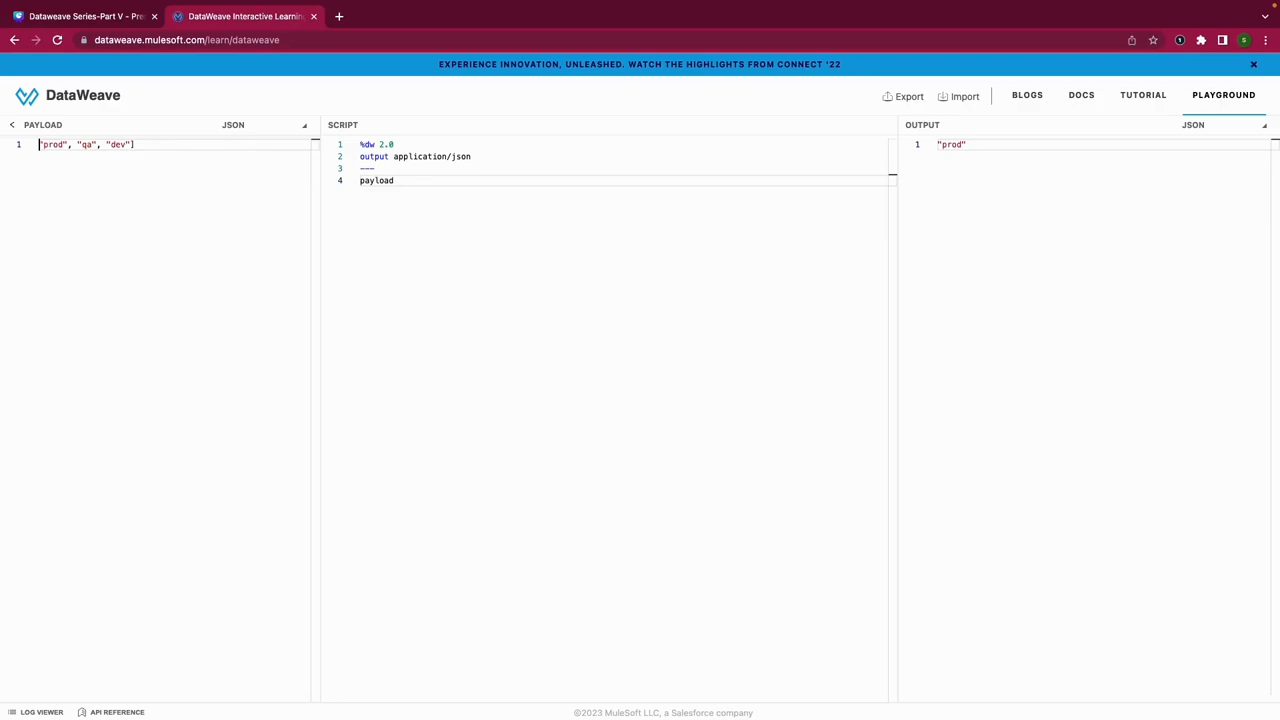 Dataweave Series-Part V - Pre
DataWeave Interactive Learnin
dataweave.mulesoft.com/learn/dataweave
S
EXPERIENCE INNOVATION, UNLEASHED. WATCH THE HIGHLIGHTS FROM CONNECT '22
DataWeave
Export
Import
BLOGS
DOCS
TUTORIAL
PLAYGROUND
PAYLOAD
JSON
SCRIPT
OUTPUT
JSON
1 "prod", "qa", "dev"]
1 %dw 2.0
2 output application/json
3 ---
4 payload
1 "prod"
LOG VIEWER
API REFERENCE
©2023 MuleSoft LLC, a Salesforce company